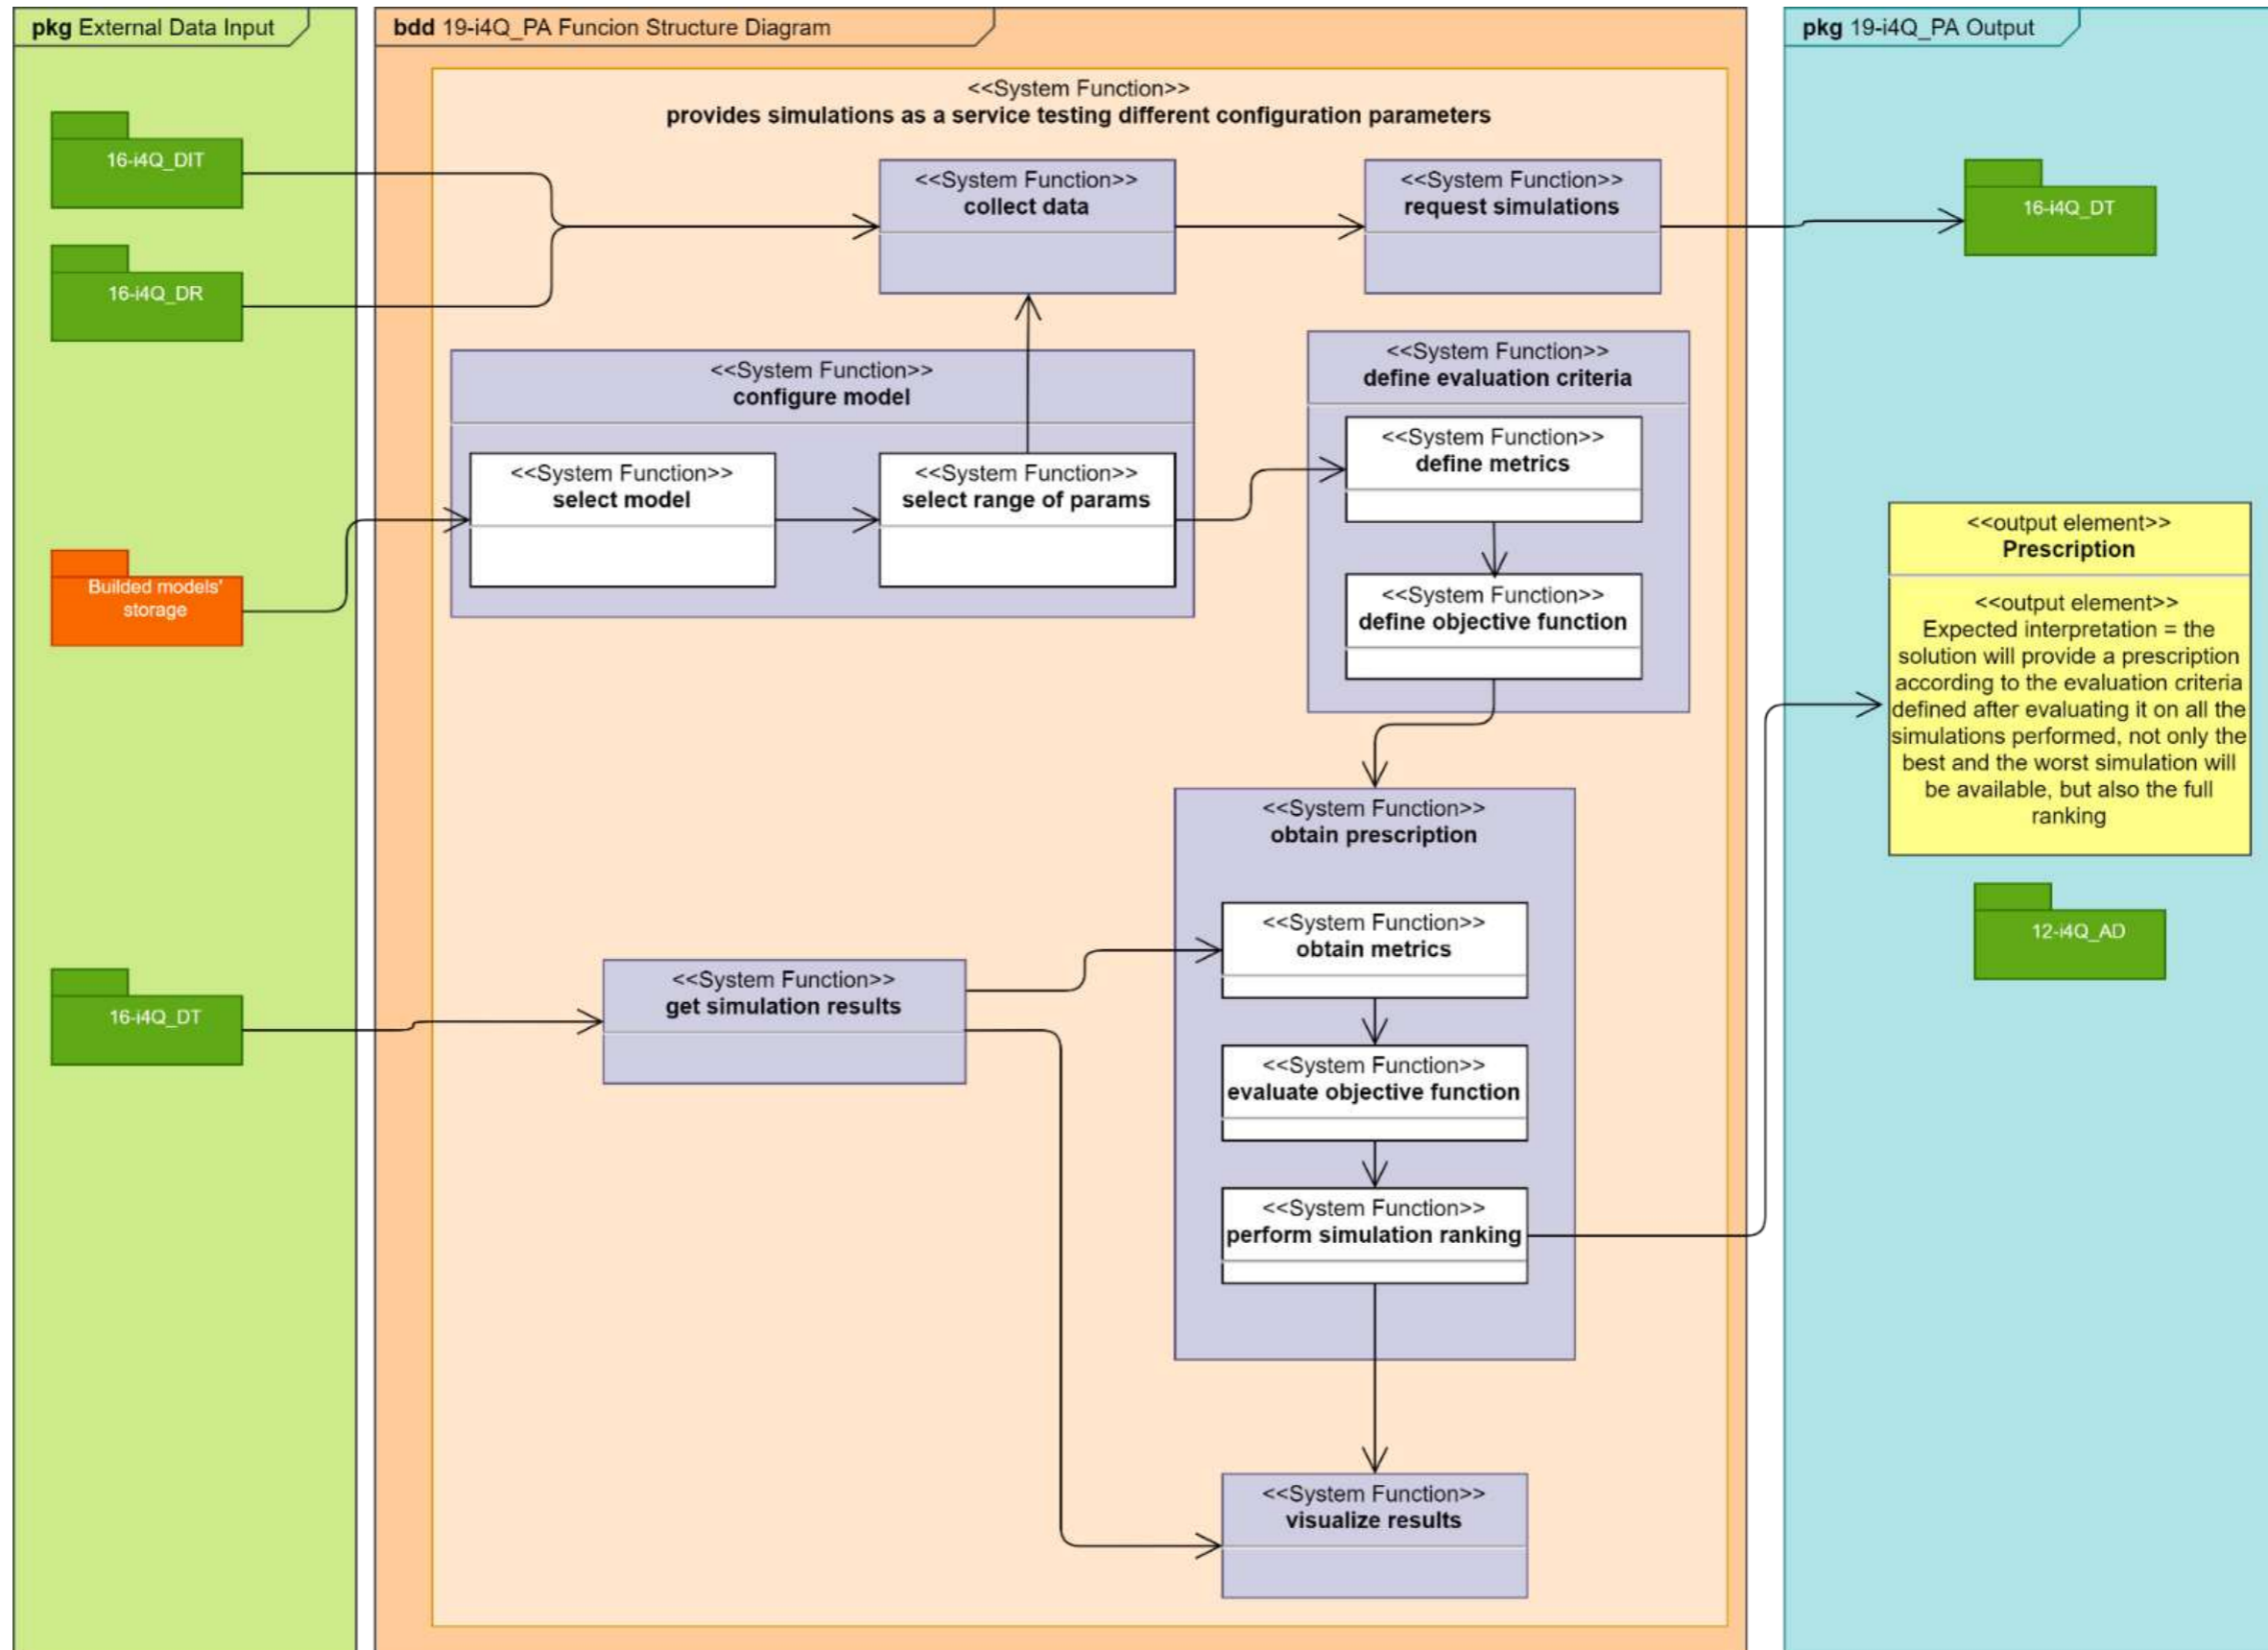 pkg External Data Input
16-i4Q_DIT
16-i4Q_DR
Builded models'
storage
16-i4Q_DT
bdd 19-i4Q_PA Funcion Structure Diagram
<<System Function>>
provides simulations as a service testing different configuration parameters
<<System Function>>
collect data
<<System Function>>
request simulations
<<System Function>>
configure model
<<System Function>>
select model
<<System Function>>
select range of params
<<System Function>>
define evaluation criteria
<<System Function>>
define metrics
<<System Function>>
define objective function
<<System Function>>
obtain prescription
<<System Function>>
obtain metrics
<<System Function>>
evaluate objective function
<<System Function>>
perform simulation ranking
<<System Function>>
get simulation results
<<System Function>>
visualize results
pkg 19-i4Q_PA Output
16-i4Q_DT
<<output element>>
Prescription
<<output element>>
Expected interpretation = the
solution will provide a prescription
according to the evaluation criteria
defined after evaluating it on all the
simulations performed, not only the
best and the worst simulation will
be available, but also the full
ranking
12-i4Q_AD